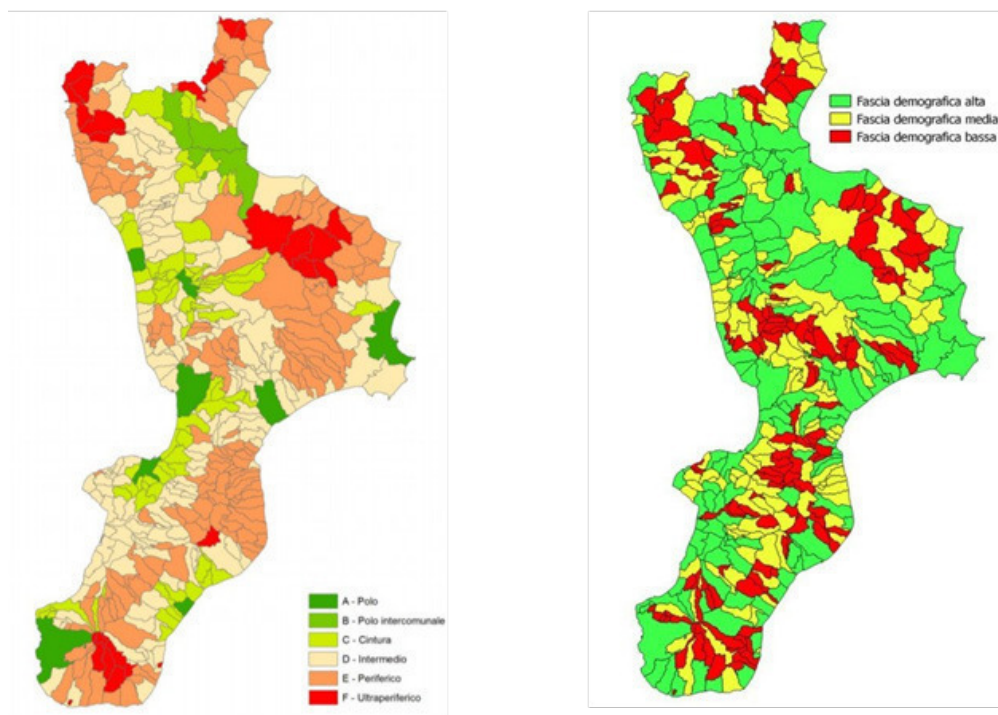 A - Polo
B - Polo intercomunale
C - Cintura
D - Intermedio
E - Periferico
F - Ultraperiferico
Fascia demografica alta
Fascia demografica media
Fascia demografica bassa